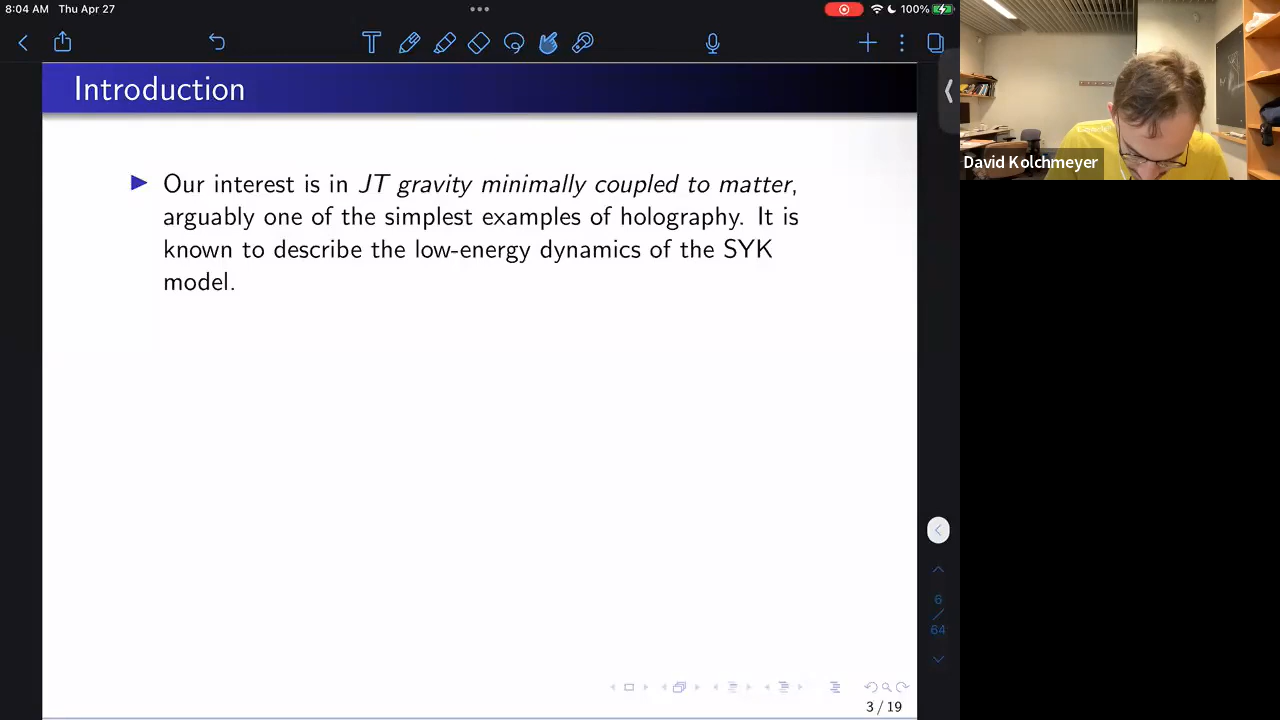 8:04 AM Thu Apr 27
100%
Introduction
Our interest is in JT gravity minimally coupled to matter,
arguably one of the simplest examples of holography. It is
known to describe the low-energy dynamics of the SYK
model.
David Kolchmeyer
6
/
64
3 / 19